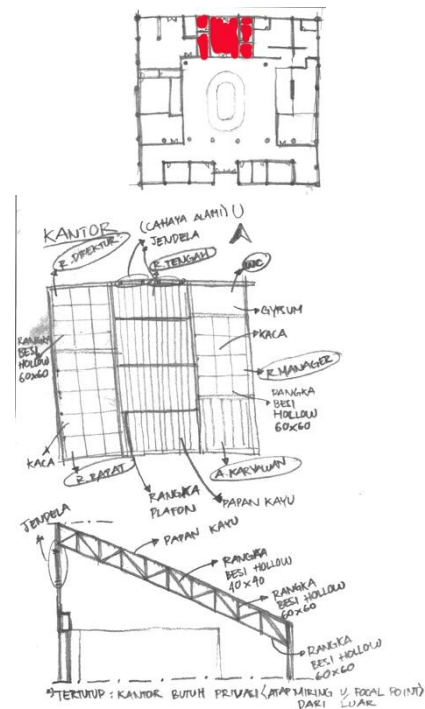 KANTOR
(CAHAYA ALAMI) U
JENDELA
R. DIREKTUR
R. TENGAH
WC
GYPSUM
KACA
RANGKA
BESI
HOLLOW
60x60
R. MANAGER
RANGKA
BESI
HOLLOW
60x60
KACA
R. RAPAT
A. KARYAWAN
RANGKA
PLAFON
PAPAN KAYU
JENDELA
PAPAN KAYU
RANGKA
BESI HOLLOW
40x40
RANGKA
BESI HOLLOW
60x60
RANGKA
BESI HOLLOW
60x60
*) TERTUTUP : KANTOR BUTUH PRIVASI (ATAP MIRING U/ FOCAL POINT)
DARI LUAR